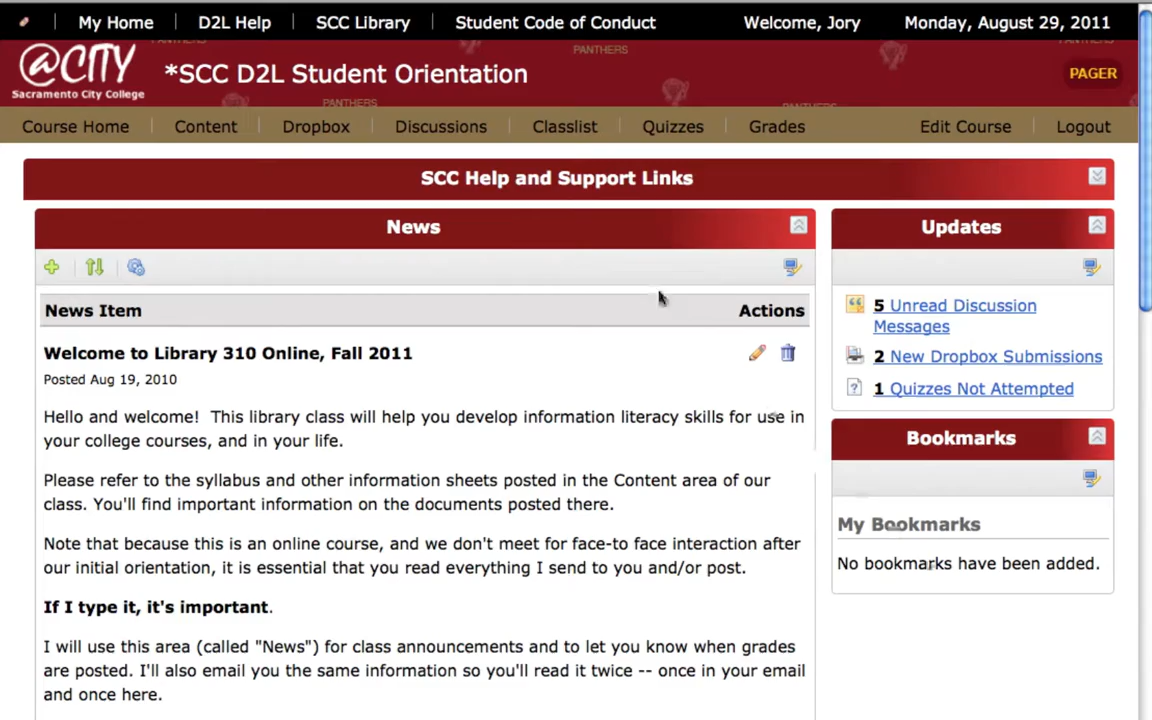 My Home D2L Help SCC Library Student Code of Conduct Welcome, Jory Monday, August 29, 2011
@CITY
Sacramento City College
*SCC D2L Student Orientation
PANTHERS
PANTHERS
PAGER
Course Home Content Dropbox Discussions Classlist Quizzes Grades Edit Course Logout
SCC Help and Support Links
News
News Item Actions
Welcome to Library 310 Online, Fall 2011
Posted Aug 19, 2010
Hello and welcome! This library class will help you develop information literacy skills for use in
your college courses, and in your life.
Please refer to the syllabus and other information sheets posted in the Content area of our
class. You'll find important information on the documents posted there.
Note that because this is an online course, and we don't meet for face-to face interaction after
our initial orientation, it is essential that you read everything I send to you and/or post.
If I type it, it's important.
I will use this area (called "News") for class announcements and to let you know when grades
are posted. I'll also email you the same information so you'll read it twice -- once in your email
and once here.
Updates
5 Unread Discussion
Messages
2 New Dropbox Submissions
1 Quizzes Not Attempted
Bookmarks
My Bookmarks
No bookmarks have been added.